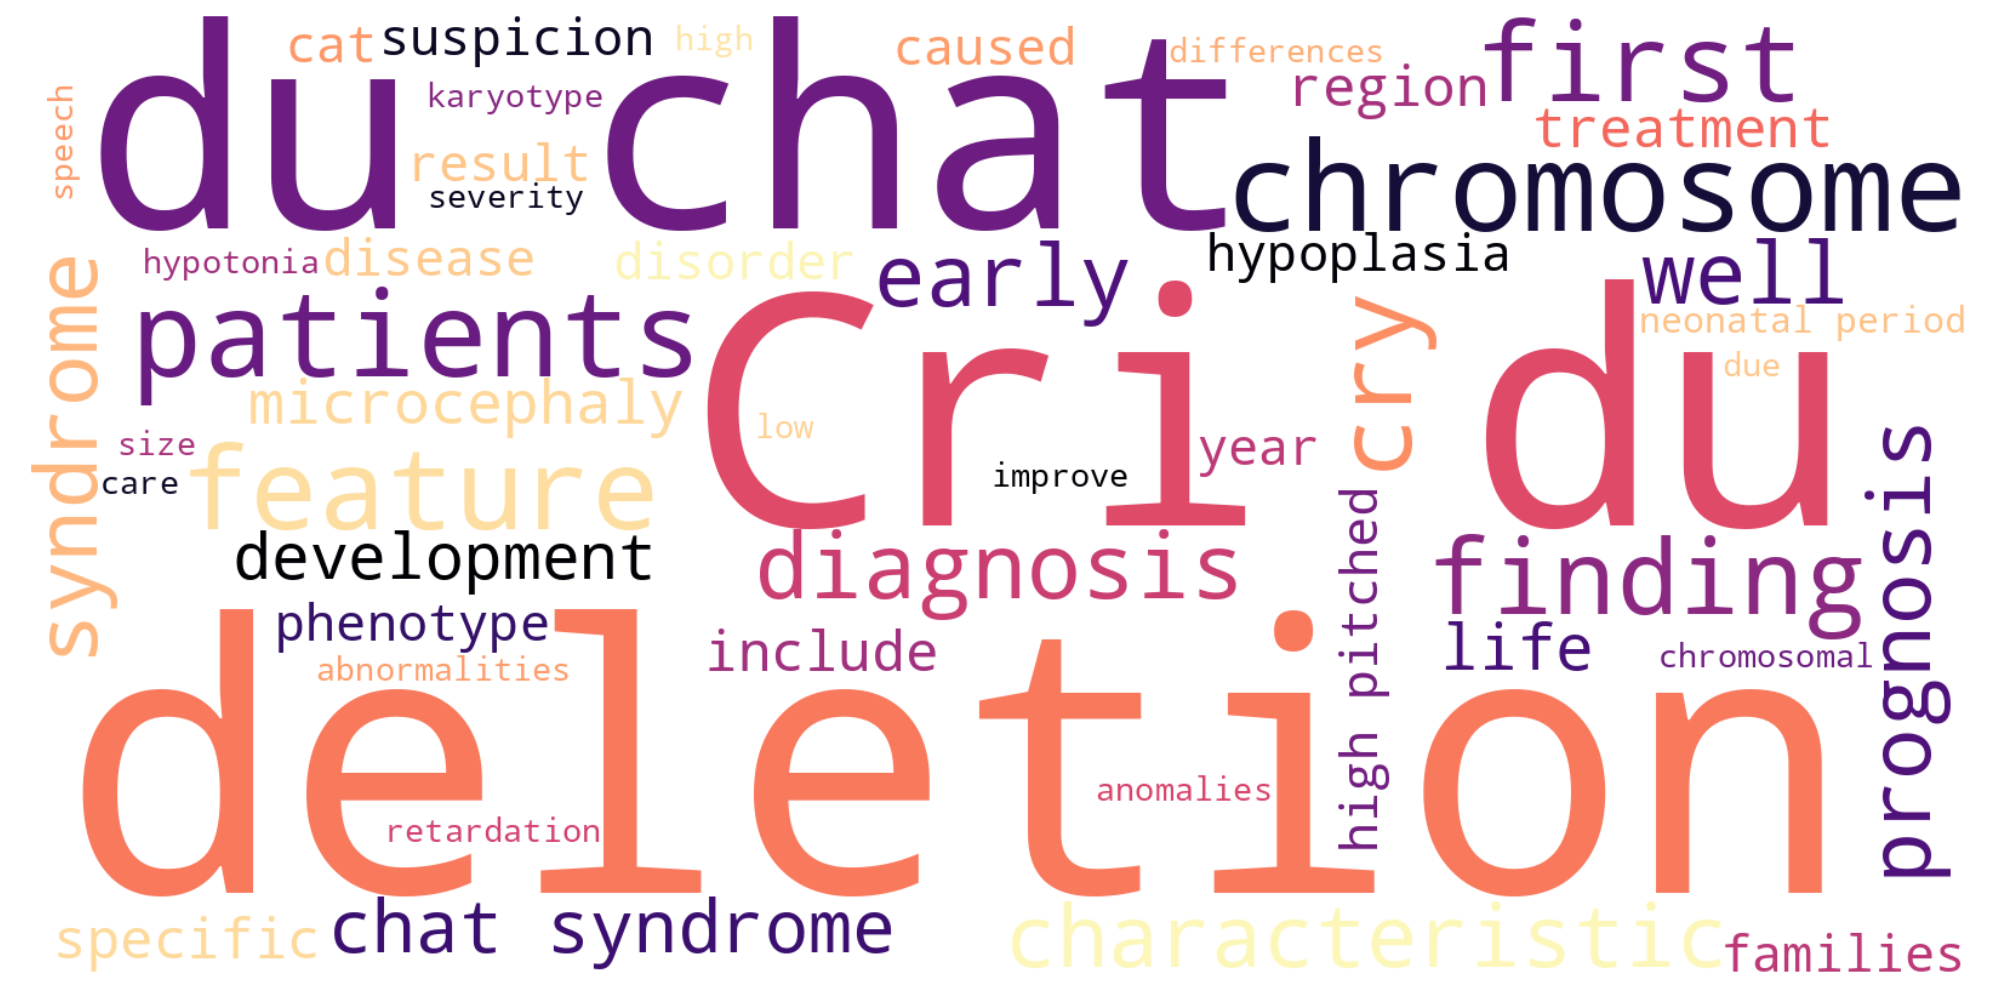 du chat
cat
suspicion
high
caused
differences
first
region
speech
karyotype
treatment
result
severity
chromosome
hypotonia
disease
disorder
early
hypoplasia
well
syndrome
patients
Cri du
neonatal period
due
cry
microcephaly
low
year
size
care
feature
improve
prognosis
development
diagnosis
high pitched
finding
phenotype
include
life
chromosomal
abnormalities
deletion
anomalies
retardation
specific
chat syndrome
characteristic
families